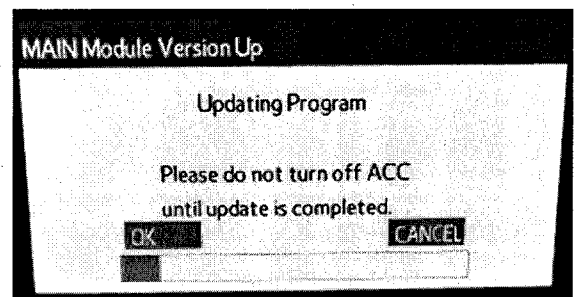 MAIN Module Version Up
Updating Program
Please do not turn off ACC
until update is completed.
OK CANCEL